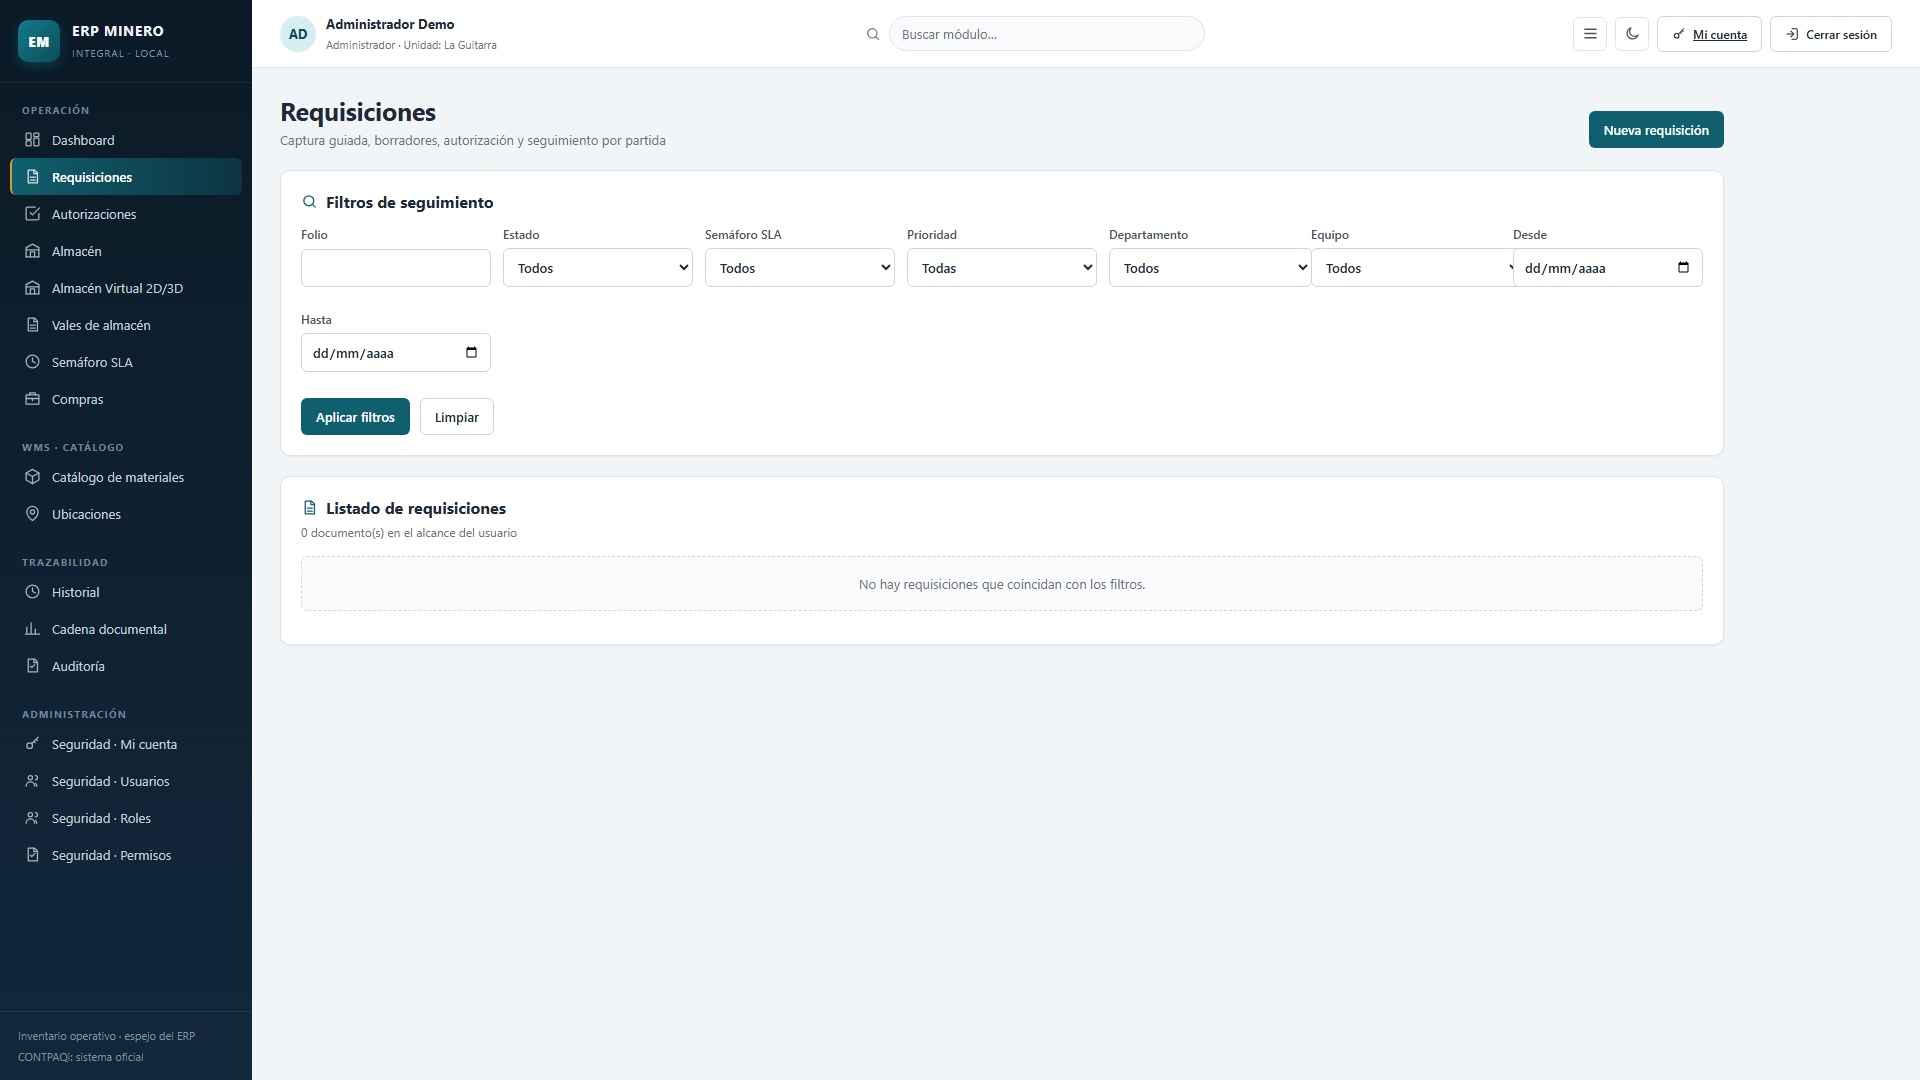 EM
ERP MINERO
INTEGRAL · LOCAL
OPERACIÓN
Dashboard
Requisiciones
Autorizaciones
Almacén
Almacén Virtual 2D/3D
Vales de almacén
Semáforo SLA
Compras
WMS · CATÁLOGO
Catálogo de materiales
Ubicaciones
TRAZABILIDAD
Historial
Cadena documental
Auditoría
ADMINISTRACIÓN
Seguridad · Mi cuenta
Seguridad · Usuarios
Seguridad · Roles
Seguridad · Permisos
Inventario operativo · espejo del ERP
CONTPAQi: sistema oficial
AD
Administrador Demo
Administrador · Unidad: La Guitarra
Buscar módulo...
Mi cuenta
Cerrar sesión
Requisiciones
Captura guiada, borradores, autorización y seguimiento por partida
Nueva requisición
Filtros de seguimiento
Folio
Estado
Semáforo SLA
Prioridad
Departamento
Equipo
Desde
Todos
Todos
Todas
Todos
Todos
dd/mm/aaaa
Hasta
dd/mm/aaaa
Aplicar filtros
Limpiar
Listado de requisiciones
0 documento(s) en el alcance del usuario
No hay requisiciones que coincidan con los filtros.